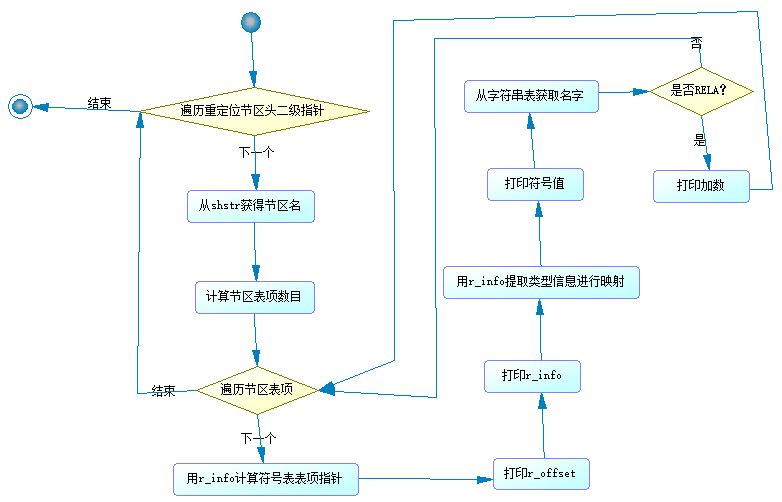 结束
遍历重定位节区头二级指针
下一个
从shstr获得节区名
计算节区表项数目
遍历节区表项
结束
下一个
用r_info计算符号表表项指针
打印r_offset
打印r_info
用r_info提取类型信息进行映射
打印符号值
从字符串表获取名字
是否RELA?
否
是
打印加数